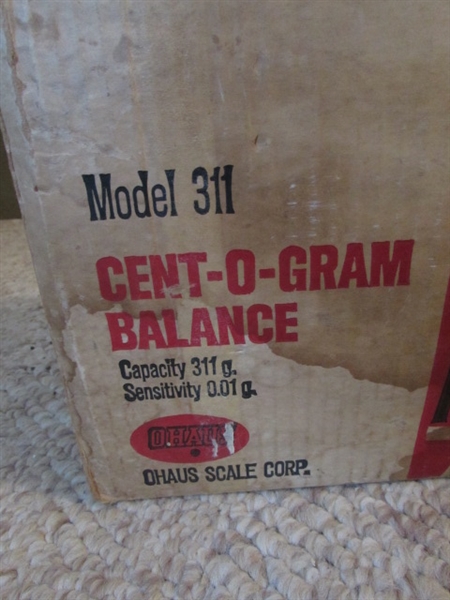 Model 311
CENT-O-GRAM
BALANCE
Capacity 311 g.
Sensitivity 0.01 g.
OHAUS
OHAUS SCALE CORP.